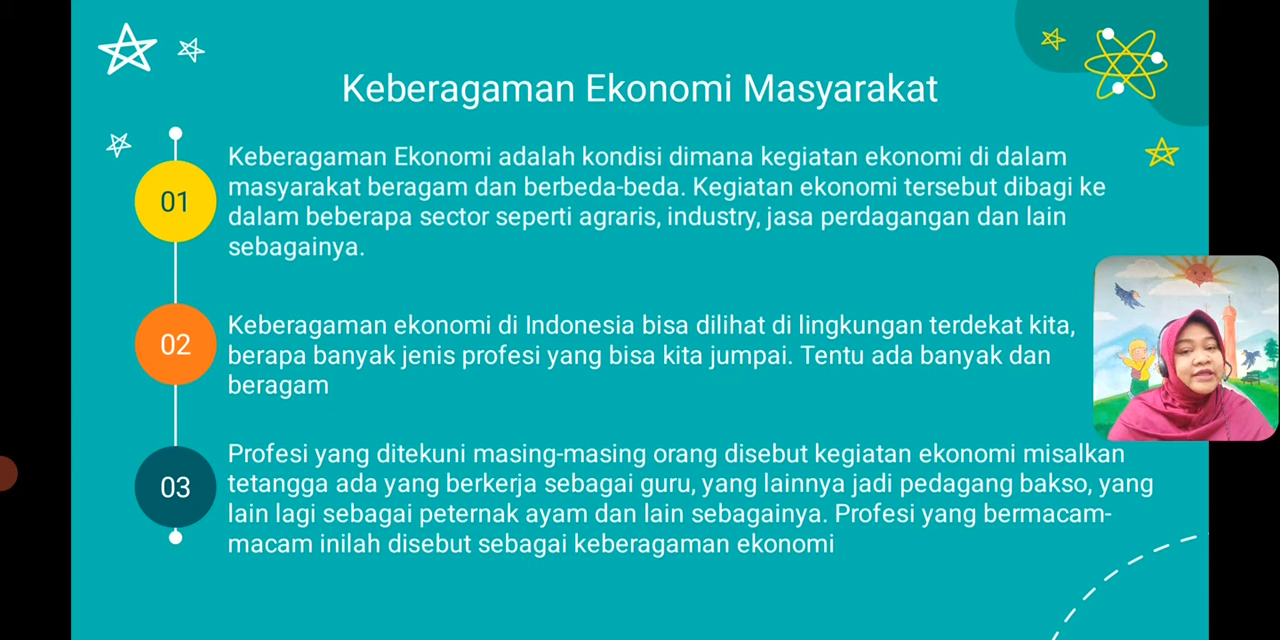 Keberagaman Ekonomi Masyarakat
01
Keberagaman Ekonomi adalah kondisi dimana kegiatan ekonomi di dalam
masyarakat beragam dan berbeda-beda. Kegiatan ekonomi tersebut dibagi ke
dalam beberapa sector seperti agraris, industry, jasa perdagangan dan lain
sebagainya.
02
Keberagaman ekonomi di Indonesia bisa dilihat di lingkungan terdekat kita,
berapa banyak jenis profesi yang bisa kita jumpai. Tentu ada banyak dan
beragam
03
Profesi yang ditekuni masing-masing orang disebut kegiatan ekonomi misalkan
tetangga ada yang berkerja sebagai guru, yang lainnya jadi pedagang bakso, yang
lain lagi sebagai peternak ayam dan lain sebagainya. Profesi yang bermacam-
macam inilah disebut sebagai keberagaman ekonomi